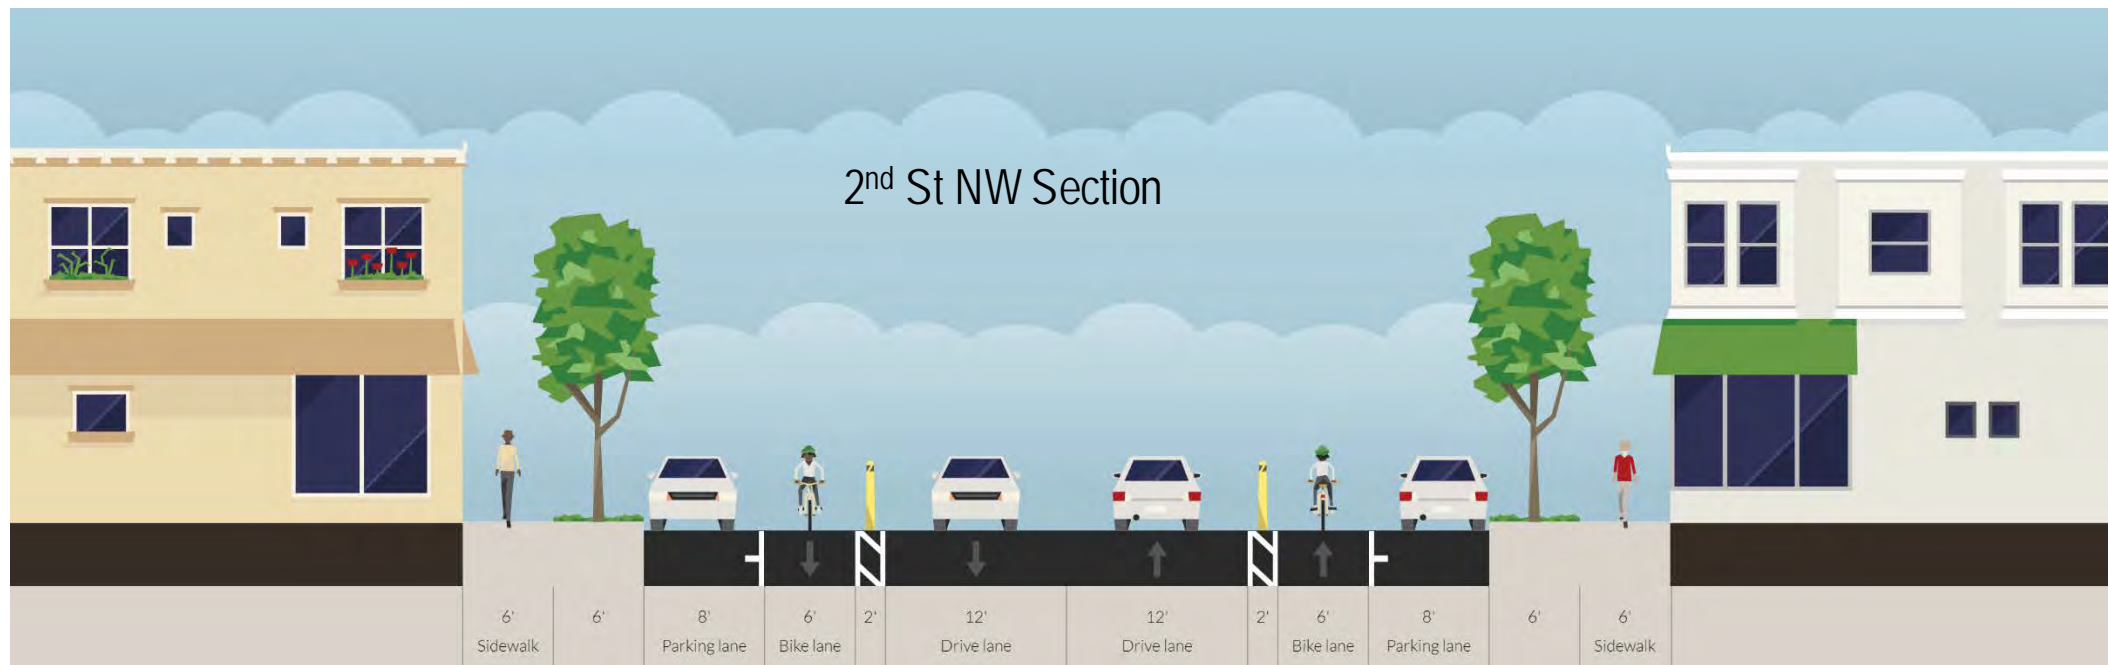 2nd St NW Section
6' 6' 8' 6' 2' 12' 12' 2' 6' 8' 6' 6'
Sidewalk Parking lane Bike lane Drive lane Drive lane Bike lane Parking lane Sidewalk